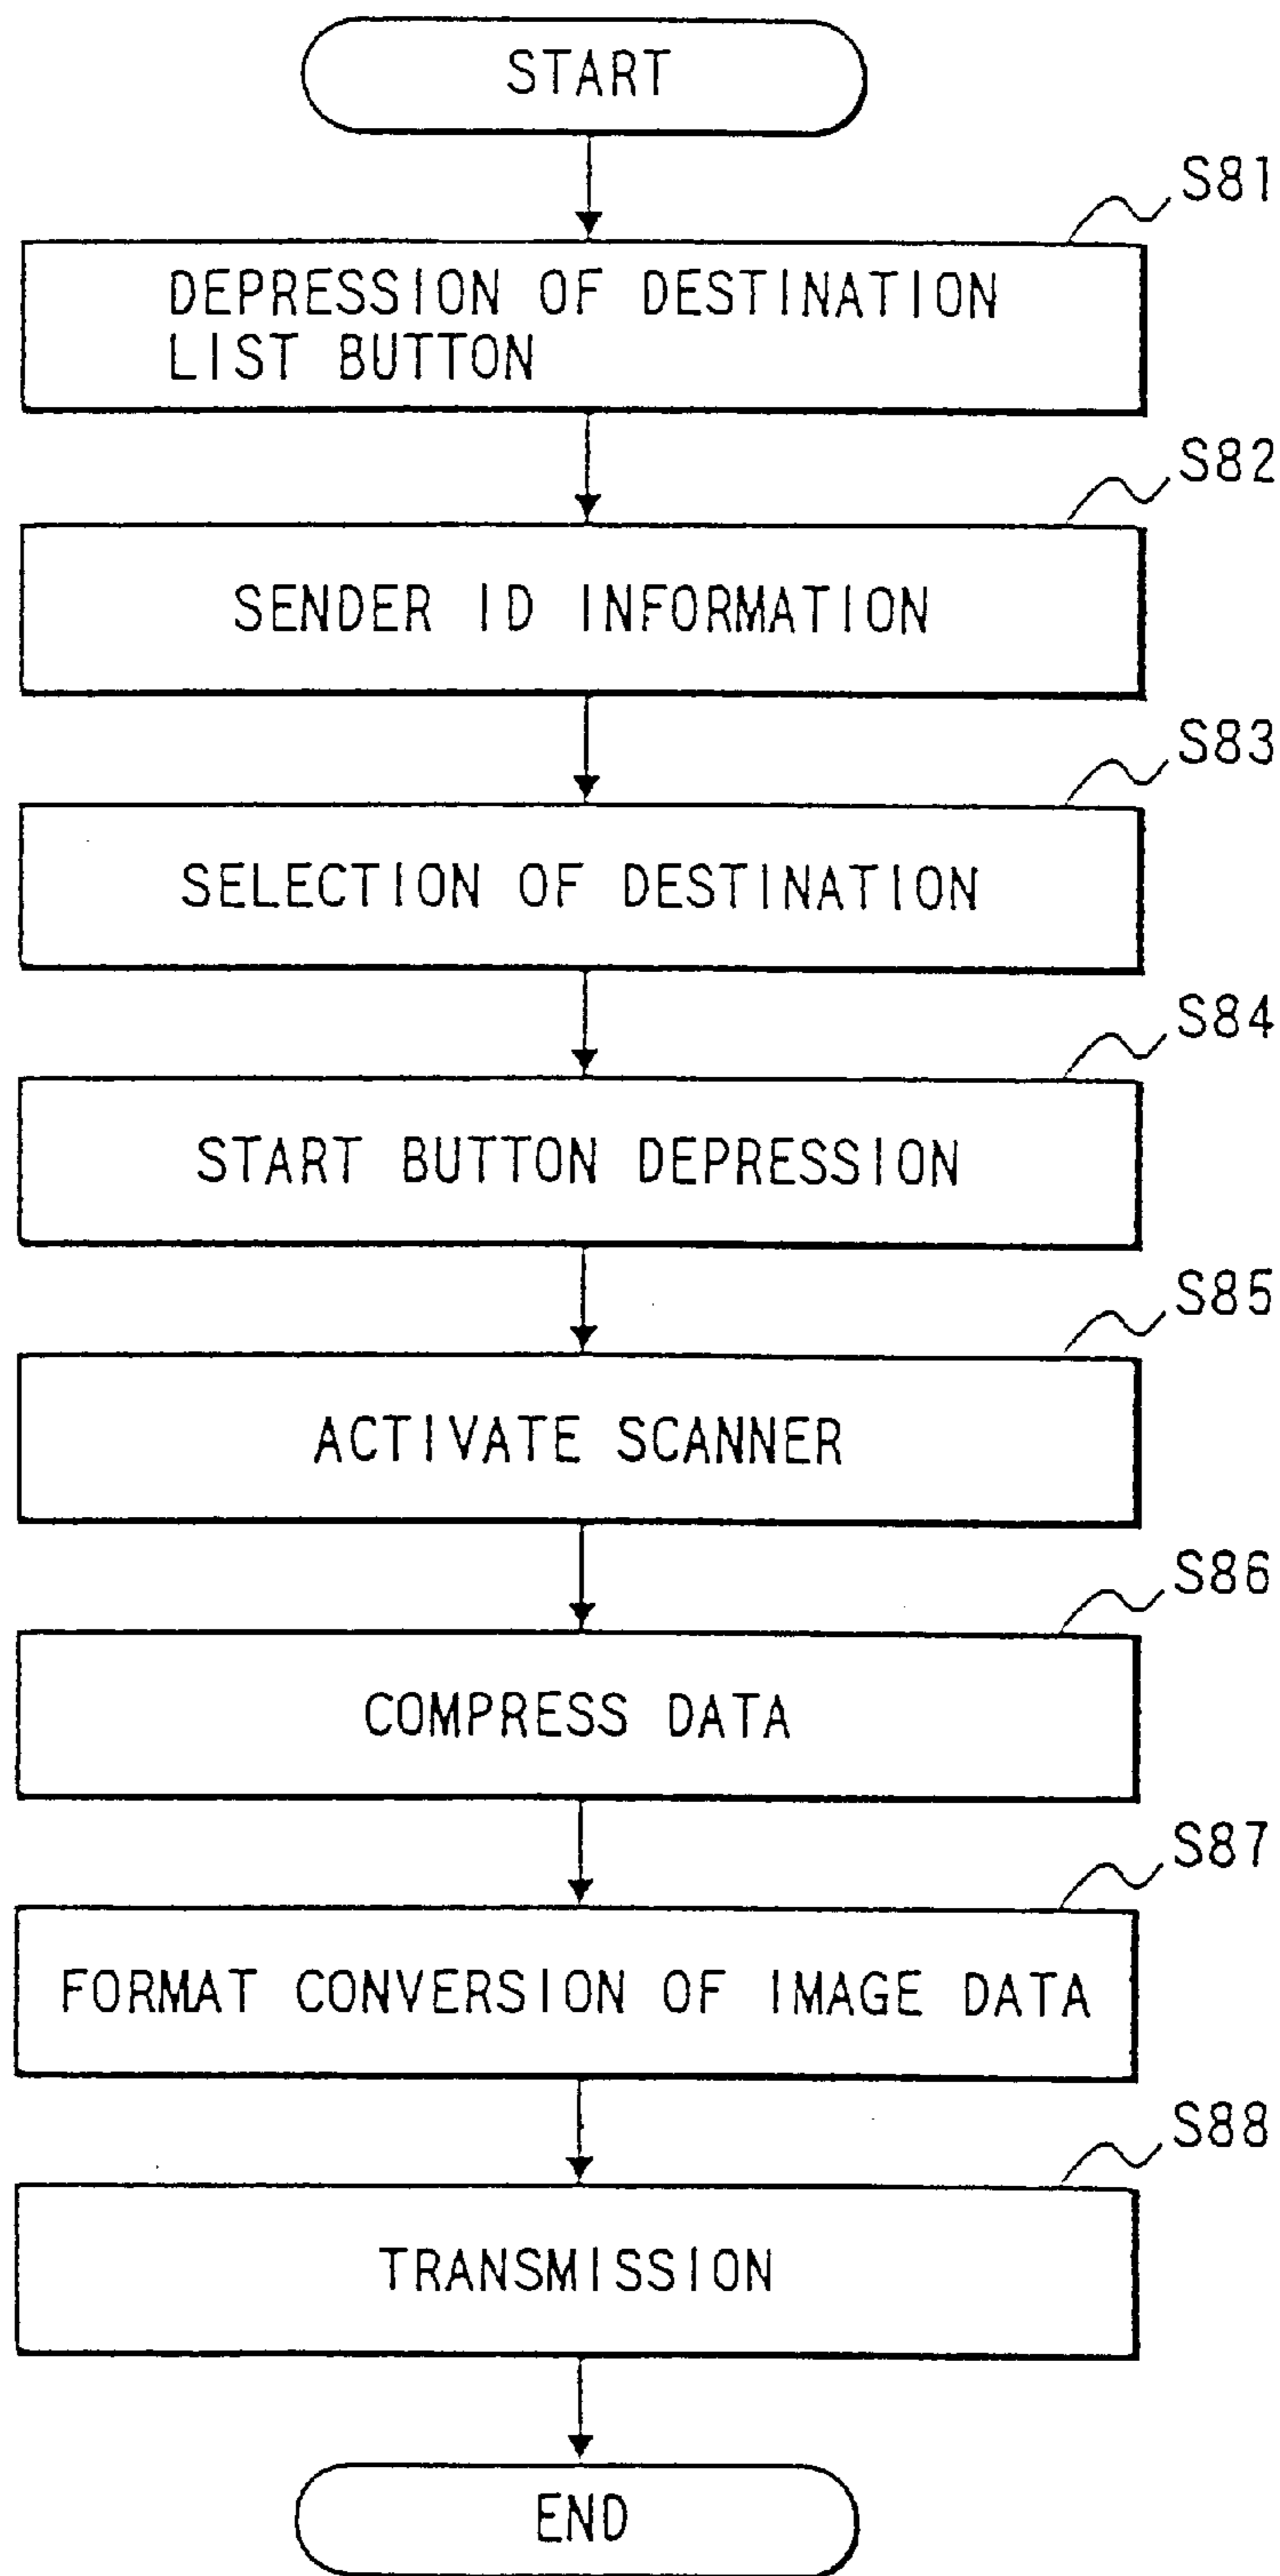 START
S81
DEPRESSION OF DESTINATION
LIST BUTTON
S82
SENDER ID INFORMATION
S83
SELECTION OF DESTINATION
S84
START BUTTON DEPRESSION
S85
ACTIVATE SCANNER
S86
COMPRESS DATA
S87
FORMAT CONVERSION OF IMAGE DATA
S88
TRANSMISSION
END